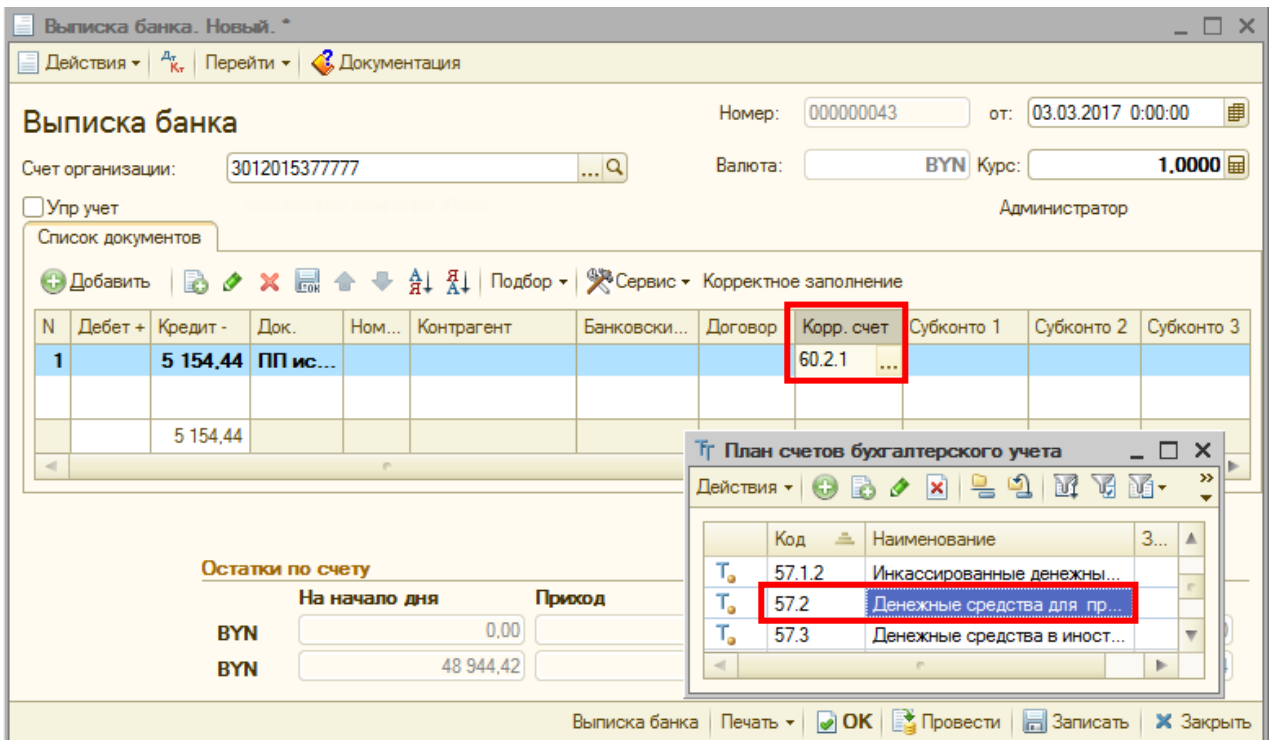 Выписка банка. Новый. *
Действия Дт Кт Перейти Документация
Выписка банка
Номер: 000000043 от: 03.03.2017 0:00:00
Счет организации: 3012015377777 ...
Валюта: BYN Курс: 1,0000
Упр учет
Администратор
Список документов
Добавить Подбор Сервис Корректное заполнение
N Дебет + Кредит - Док. Ном... Контрагент Банковски... Договор Корр. счет Субконто 1 Субконто 2 Субконто 3
1 5 154,44 ПП ис... 60.2.1 ...
5 154,44
План счетов бухгалтерского учета
Действия
Код Наименование З...
57.1.2 Инкассированные денежны...
57.2 Денежные средства для пр...
57.3 Денежные средства в иност...
Остатки по счету
На начало дня Приход
BYN 0,00
BYN 48 944,42
Выписка банка Печать OK Провести Записать Закрыть